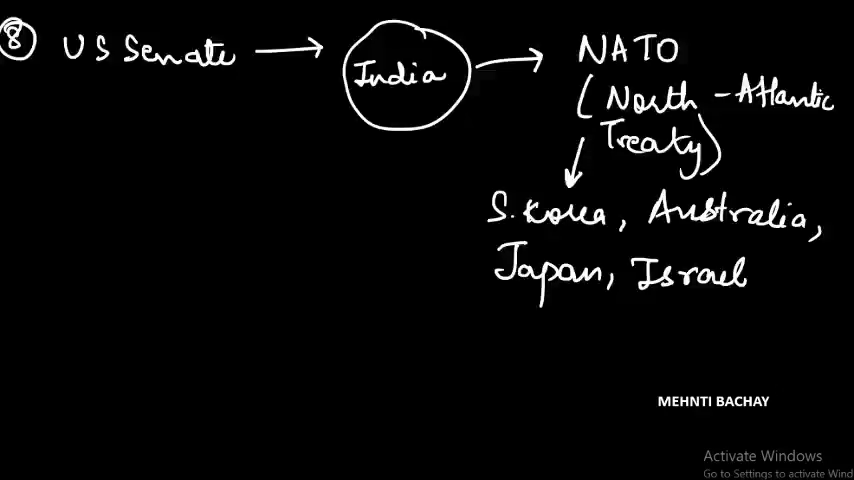 8 US Senate → India → NATO
(North - Atlantic
Treaty)
S. Korea, Australia,
Japan, Israel
MEHNTI BACHAY
Activate Windows
Go to Settings to activate Wind